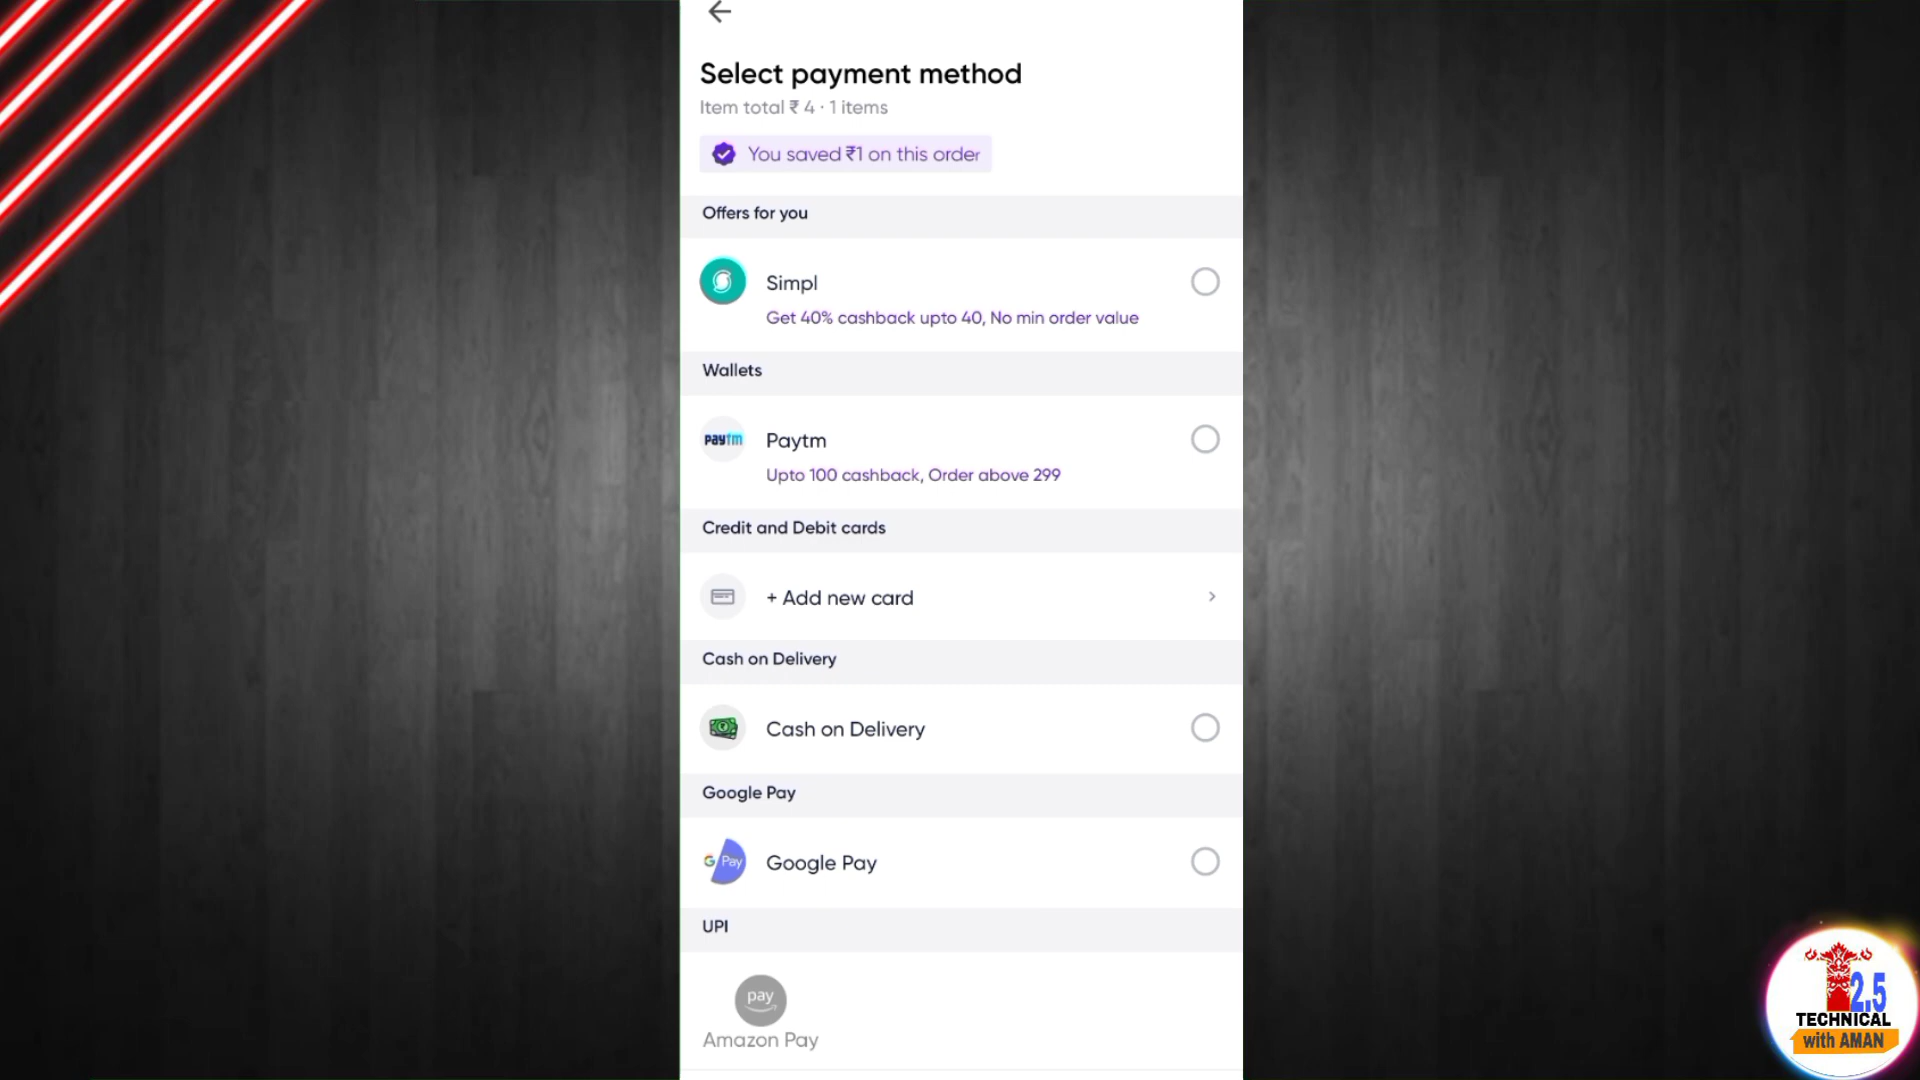 Select payment method
Item total ₹ 4 · 1 items
You saved ₹1 on this order
Offers for you
Simpl
Get 40% cashback upto 40, No min order value
Wallets
paytm
Paytm
Upto 100 cashback, Order above 299
Credit and Debit cards
+ Add new card
Cash on Delivery
Cash on Delivery
Google Pay
G Pay
Google Pay
UPI
pay
Amazon Pay
2.5
TECHNICAL
with AMAN